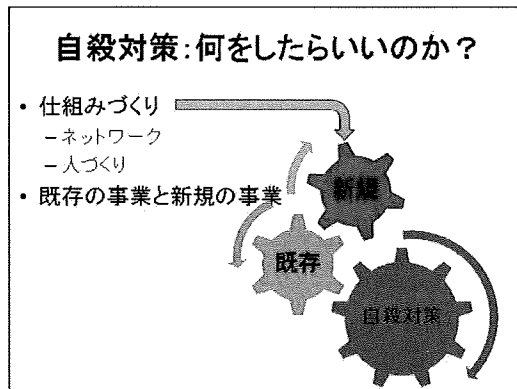 自殺対策：何をしたらいいのか？
• 仕組みづくり
－ネットワーク
－人づくり
• 既存の事業と新規の事業
新規
既存
自殺対策